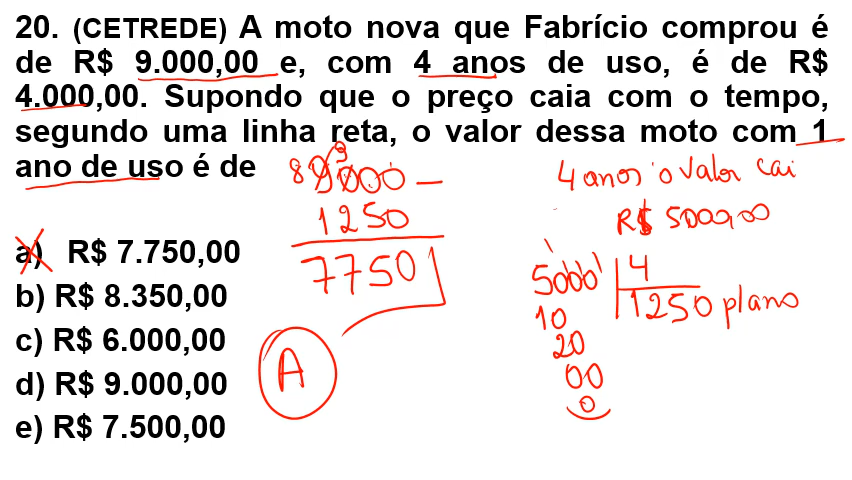 20. (CETREDE) A moto nova que Fabrício comprou é
de R$ 9.000,00 e, com 4 anos de uso, é de R$
4.000,00. Supondo que o preço caia com o tempo,
segundo uma linha reta, o valor dessa moto com 1
ano de uso é de
a) R$ 7.750,00
b) R$ 8.350,00
c) R$ 6.000,00
d) R$ 9.000,00
e) R$ 7.500,00
8 9
9000 -
1250
7750
A
4 anos o valor cai
R$ 5000,00
5000 4
10 1250 p/ano
20
00
0